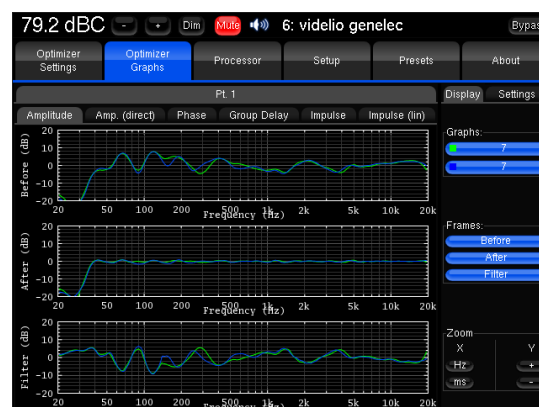 79.2 dBC - + Dim Mute 6: videlio genelec Bypas
Optimizer Settings Optimizer Graphs Processor Setup Presets About
Pt. 1 Display Settings
Amplitude Amp. (direct) Phase Group Delay Impulse Impulse (lin)
Graphs:
7
7
Before (dB)
20
10
0
-10
-20
20 50 100 200 500 1k 2k 5k 10k 20k
Frequency (Hz)
Frames:
Before
After
Filter
After (dB)
20
10
0
-10
-20
20 50 100 200 500 1k 2k 5k 10k 20k
Frequency (Hz)
Zoom
X Y
Hz +
ms -
Filter (dB)
20
10
0
-10
-20
20 50 100 200 500 1k 2k 5k 10k 20k
Frequency (Hz)